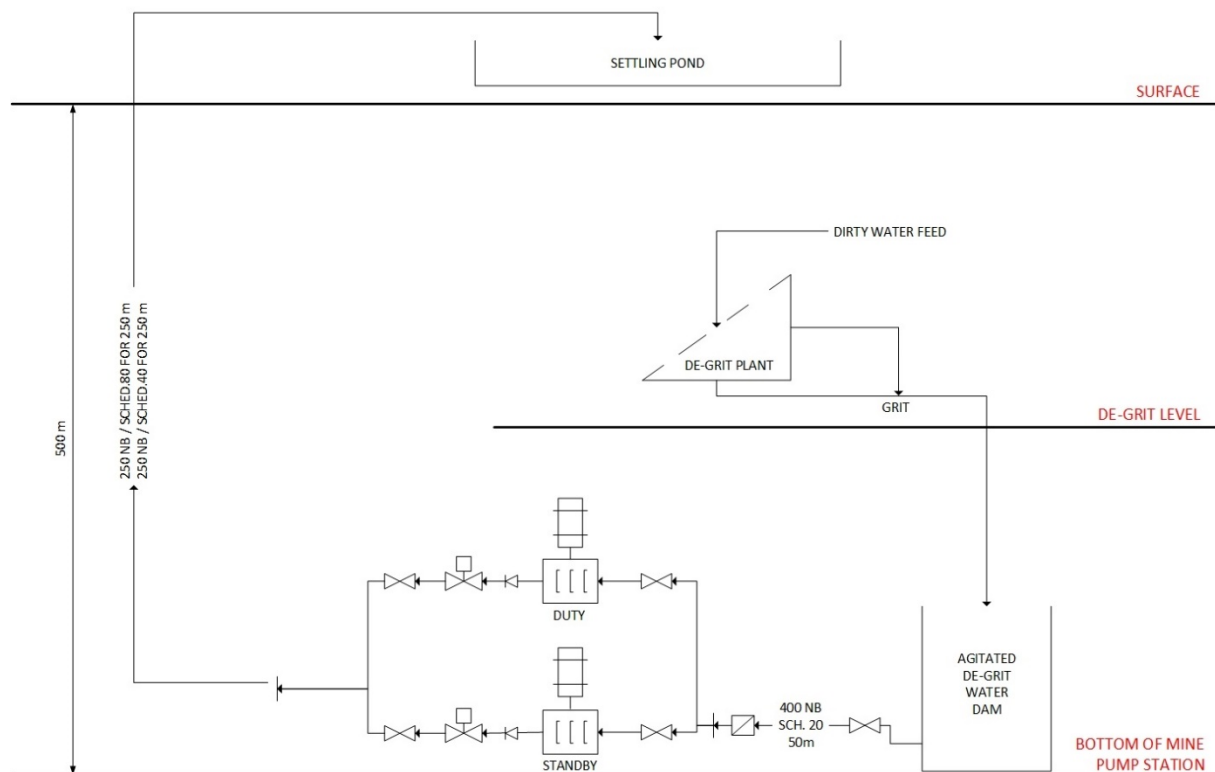 SETTLING POND
SURFACE
DIRTY WATER FEED
250 NB / SCHED.80 FOR 250 m
250 NB / SCHED.40 FOR 250 m
500 m
DE-GRIT PLANT
GRIT
DE-GRIT LEVEL
DUTY
STANDBY
400 NB
SCH. 20
50m
AGITATED
DE-GRIT
WATER
DAM
BOTTOM OF MINE
PUMP STATION